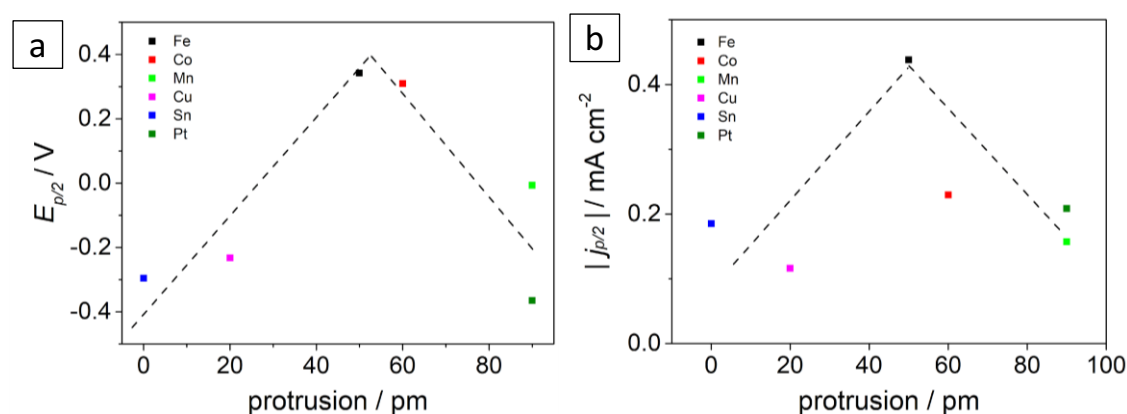 a
0.4
0.2
0.0
-0.2
-0.4
E_{p/2} / V
Fe
Co
Mn
Cu
Sn
Pt
0 20 40 60 80
protrusion / pm
b
0.4
0.2
0.0
| j_{p/2} | / mA cm⁻²
Fe
Co
Mn
Cu
Sn
Pt
0 20 40 60 80 100
protrusion / pm